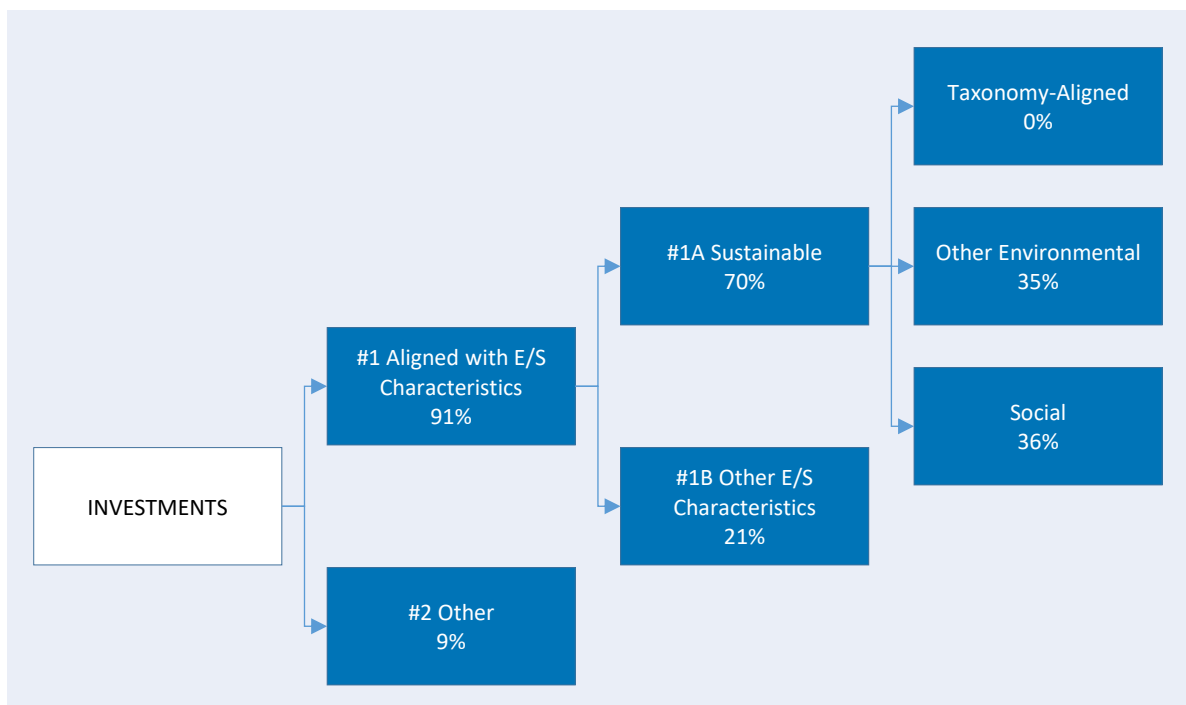 Taxonomy-Aligned
0%
#1A Sustainable
70%
Other Environmental
35%
#1 Aligned with E/S
Characteristics
91%
Social
36%
INVESTMENTS
#1B Other E/S
Characteristics
21%
#2 Other
9%